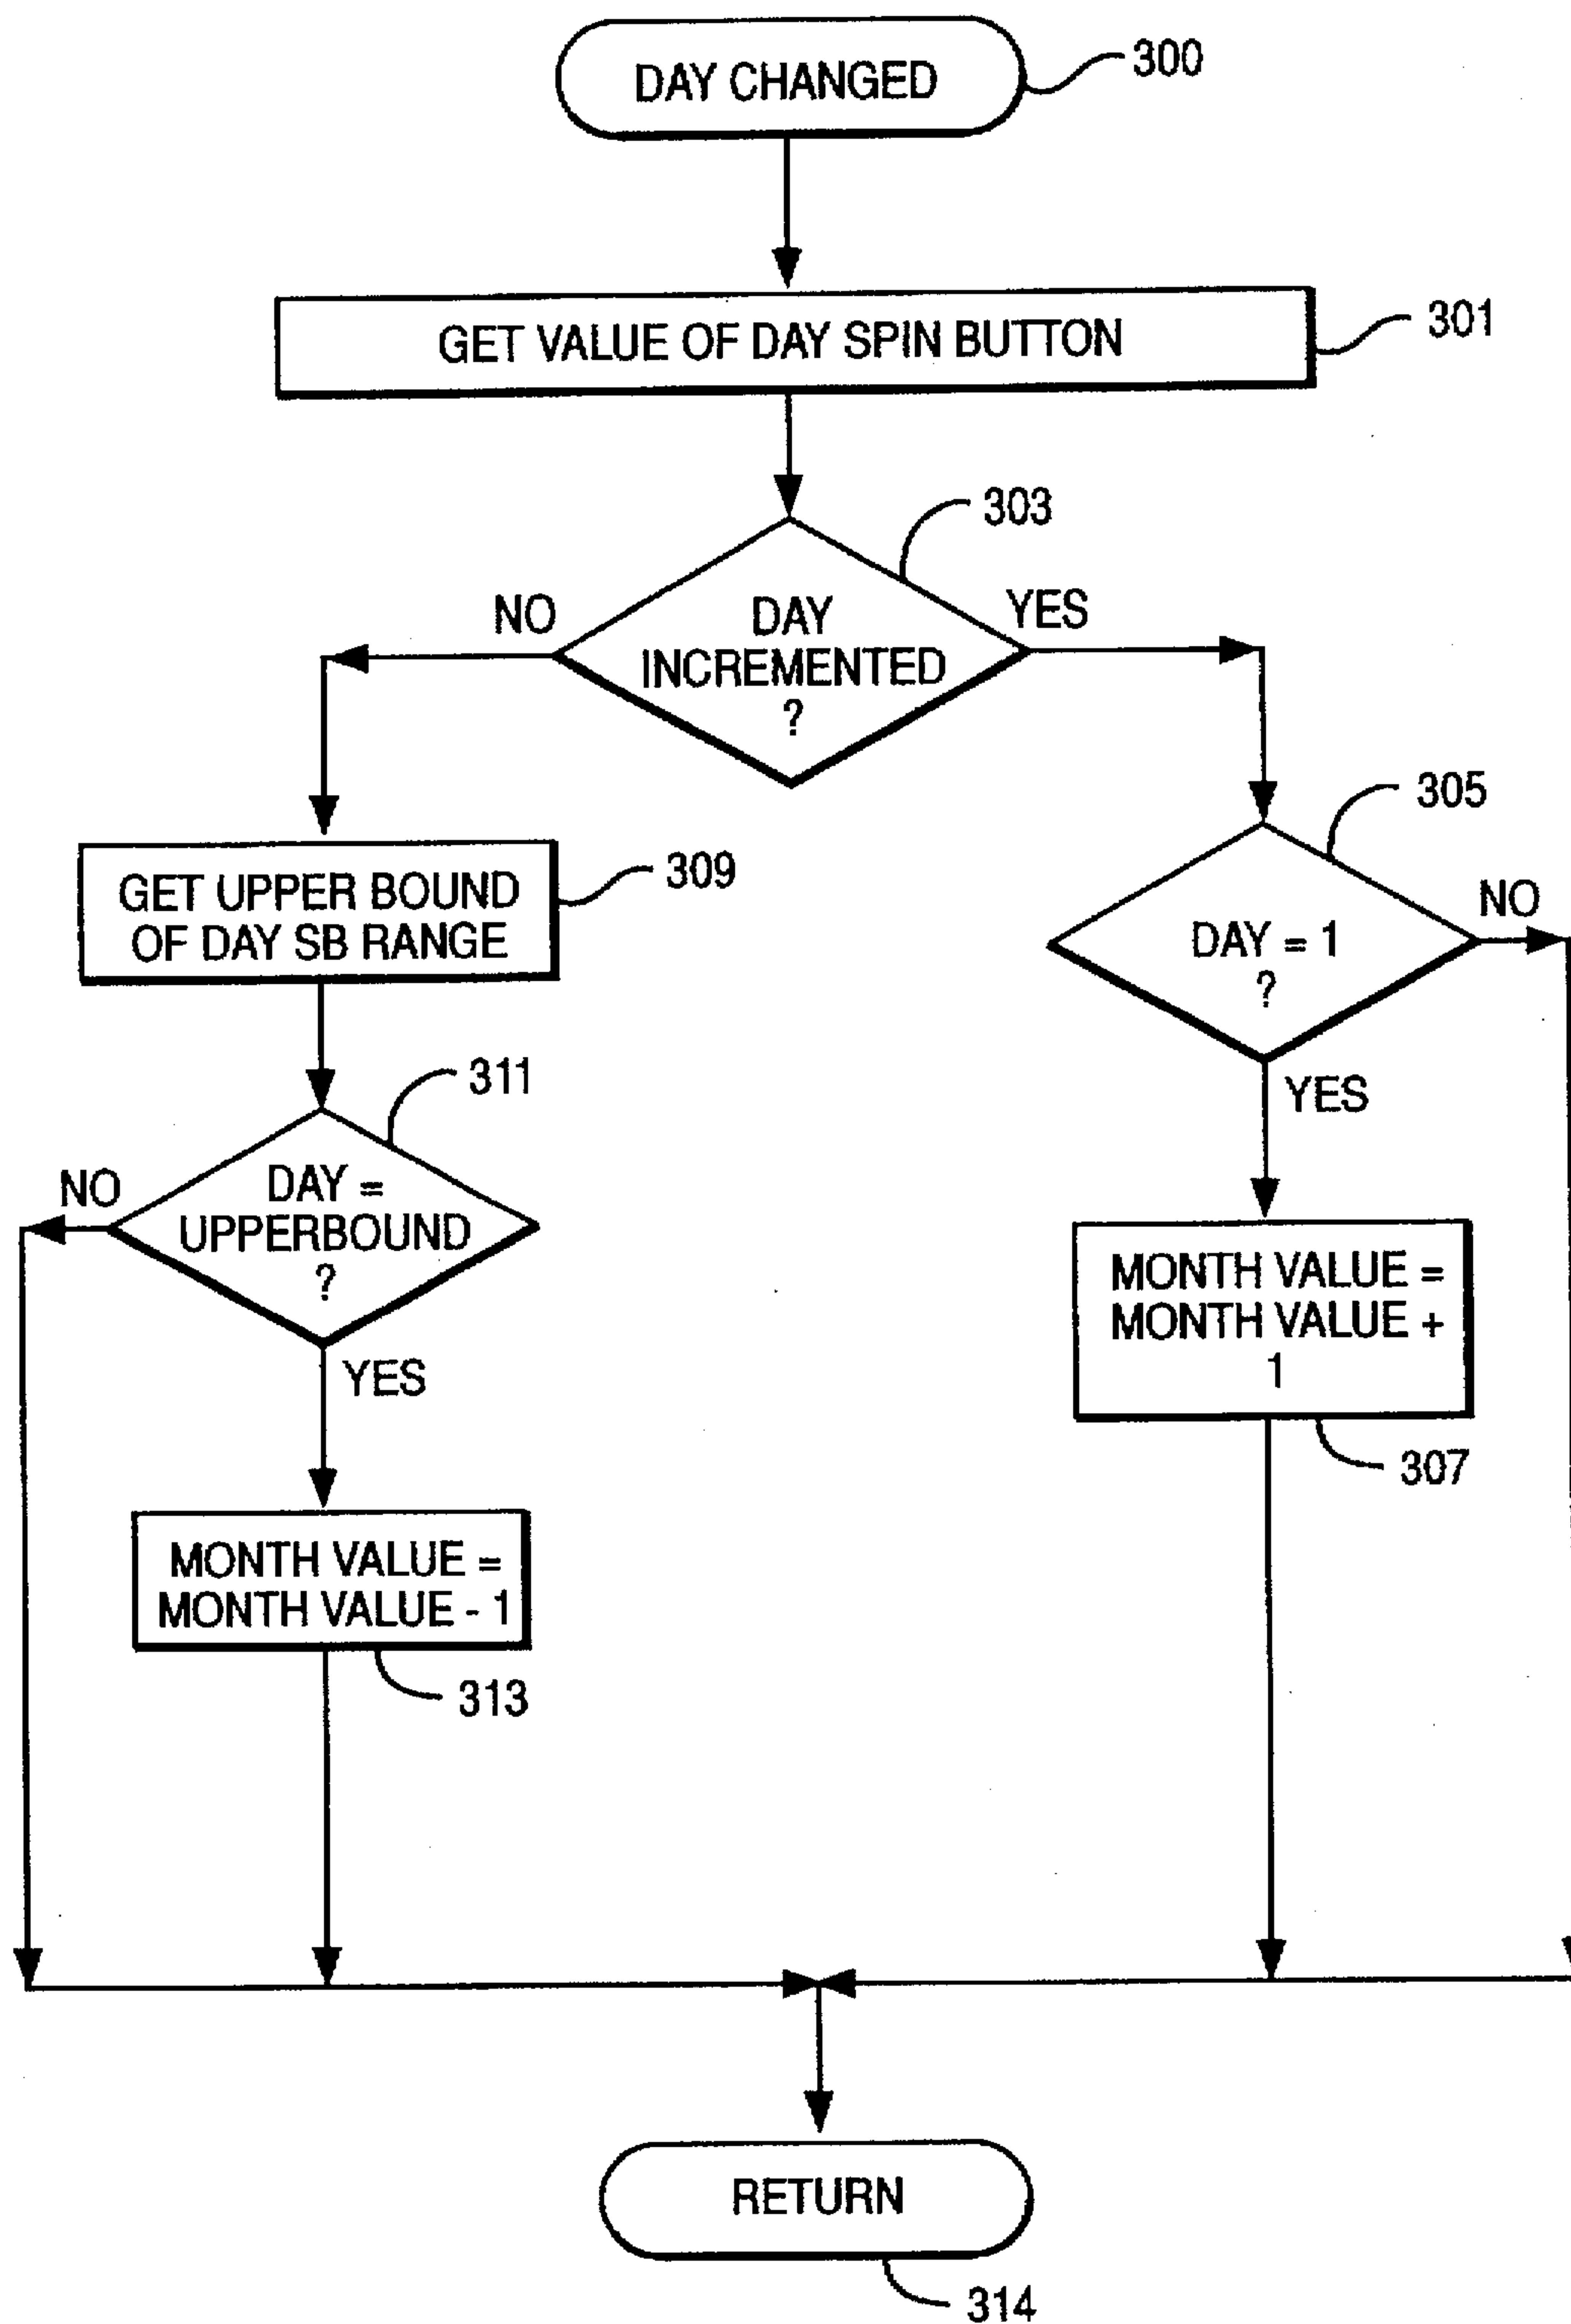 DAY CHANGED
300
GET VALUE OF DAY SPIN BUTTON
301
303
NO
YES
DAY
INCREMENTED
?
305
309
GET UPPER BOUND
OF DAY SB RANGE
NO
DAY = 1
?
311
YES
NO
DAY =
UPPERBOUND
?
MONTH VALUE =
MONTH VALUE +
1
YES
307
MONTH VALUE =
MONTH VALUE - 1
313
RETURN
314